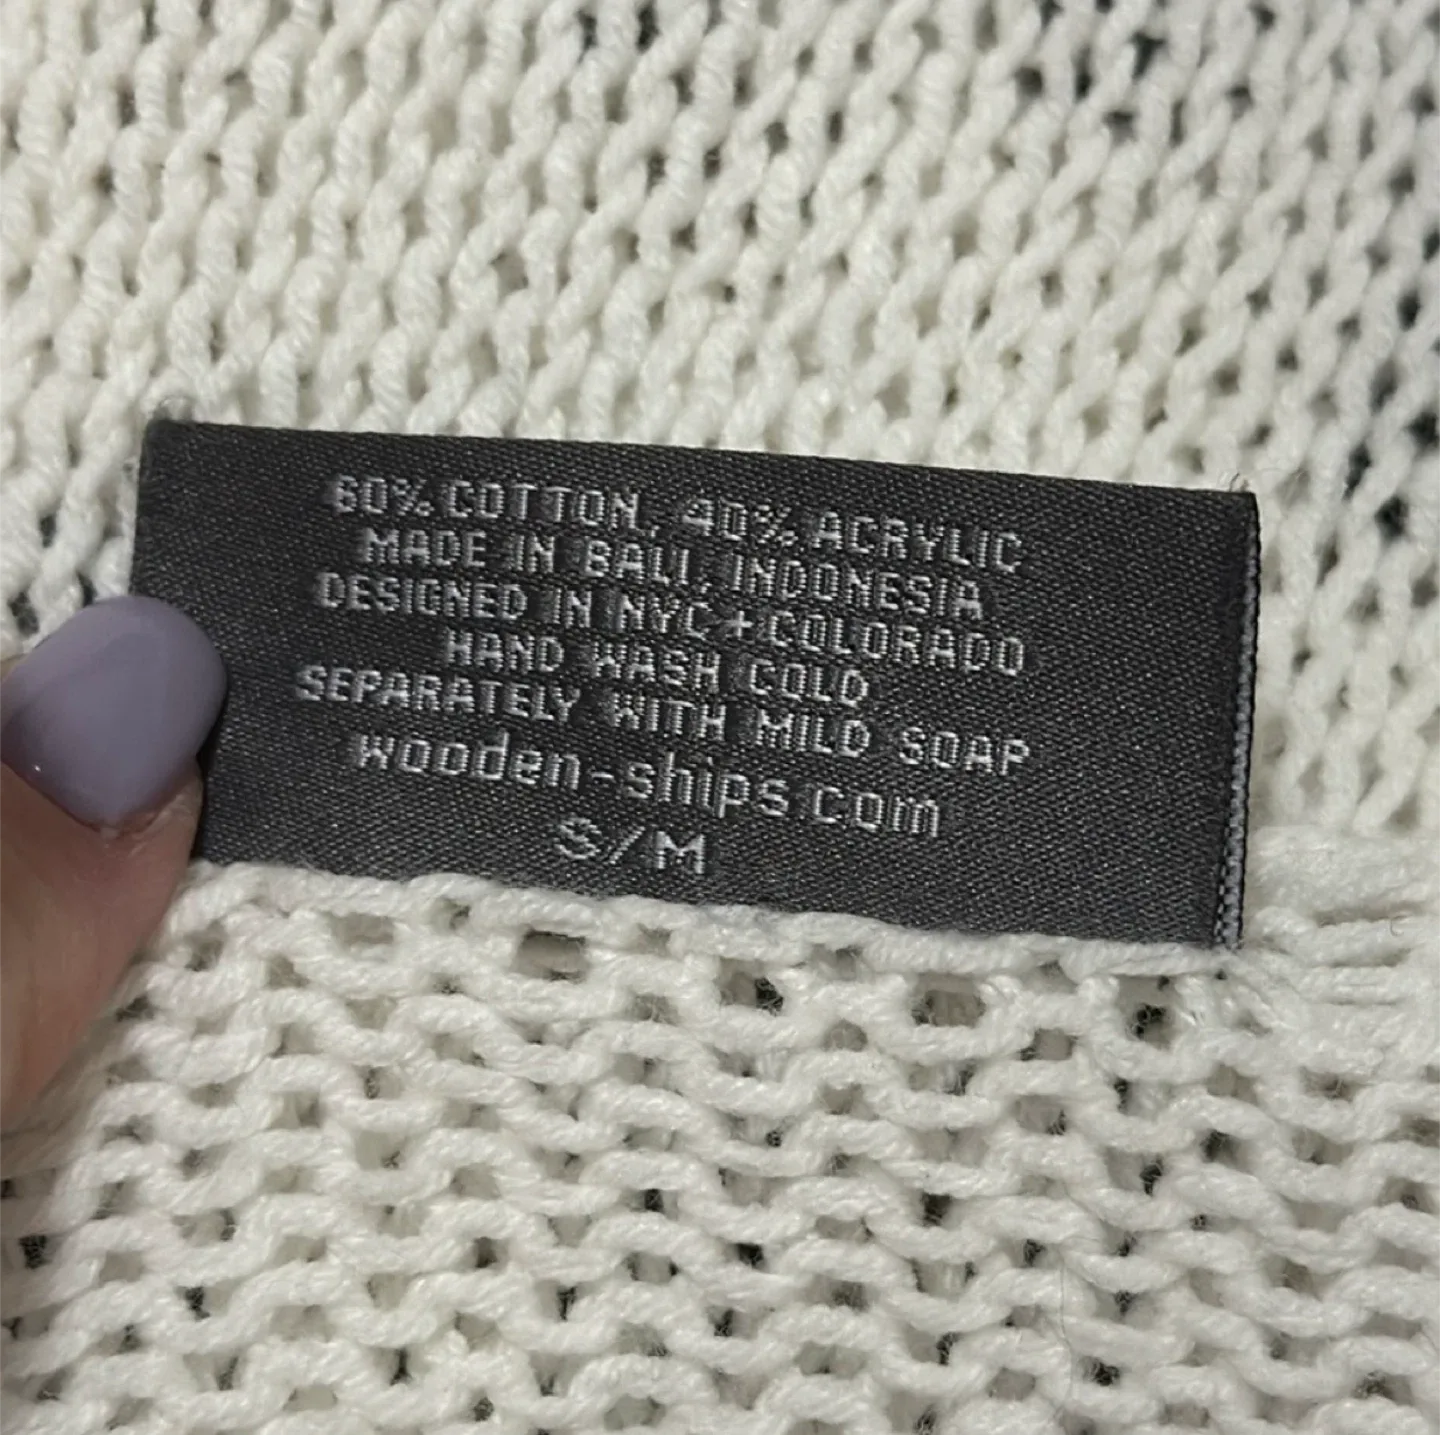 60% COTTON, 40% ACRYLIC
MADE IN BALI, INDONESIA
DESIGNED IN NYC + COLORADO
HAND WASH COLD
SEPARATELY WITH MILD SOAP
wooden-ships.com
S/M